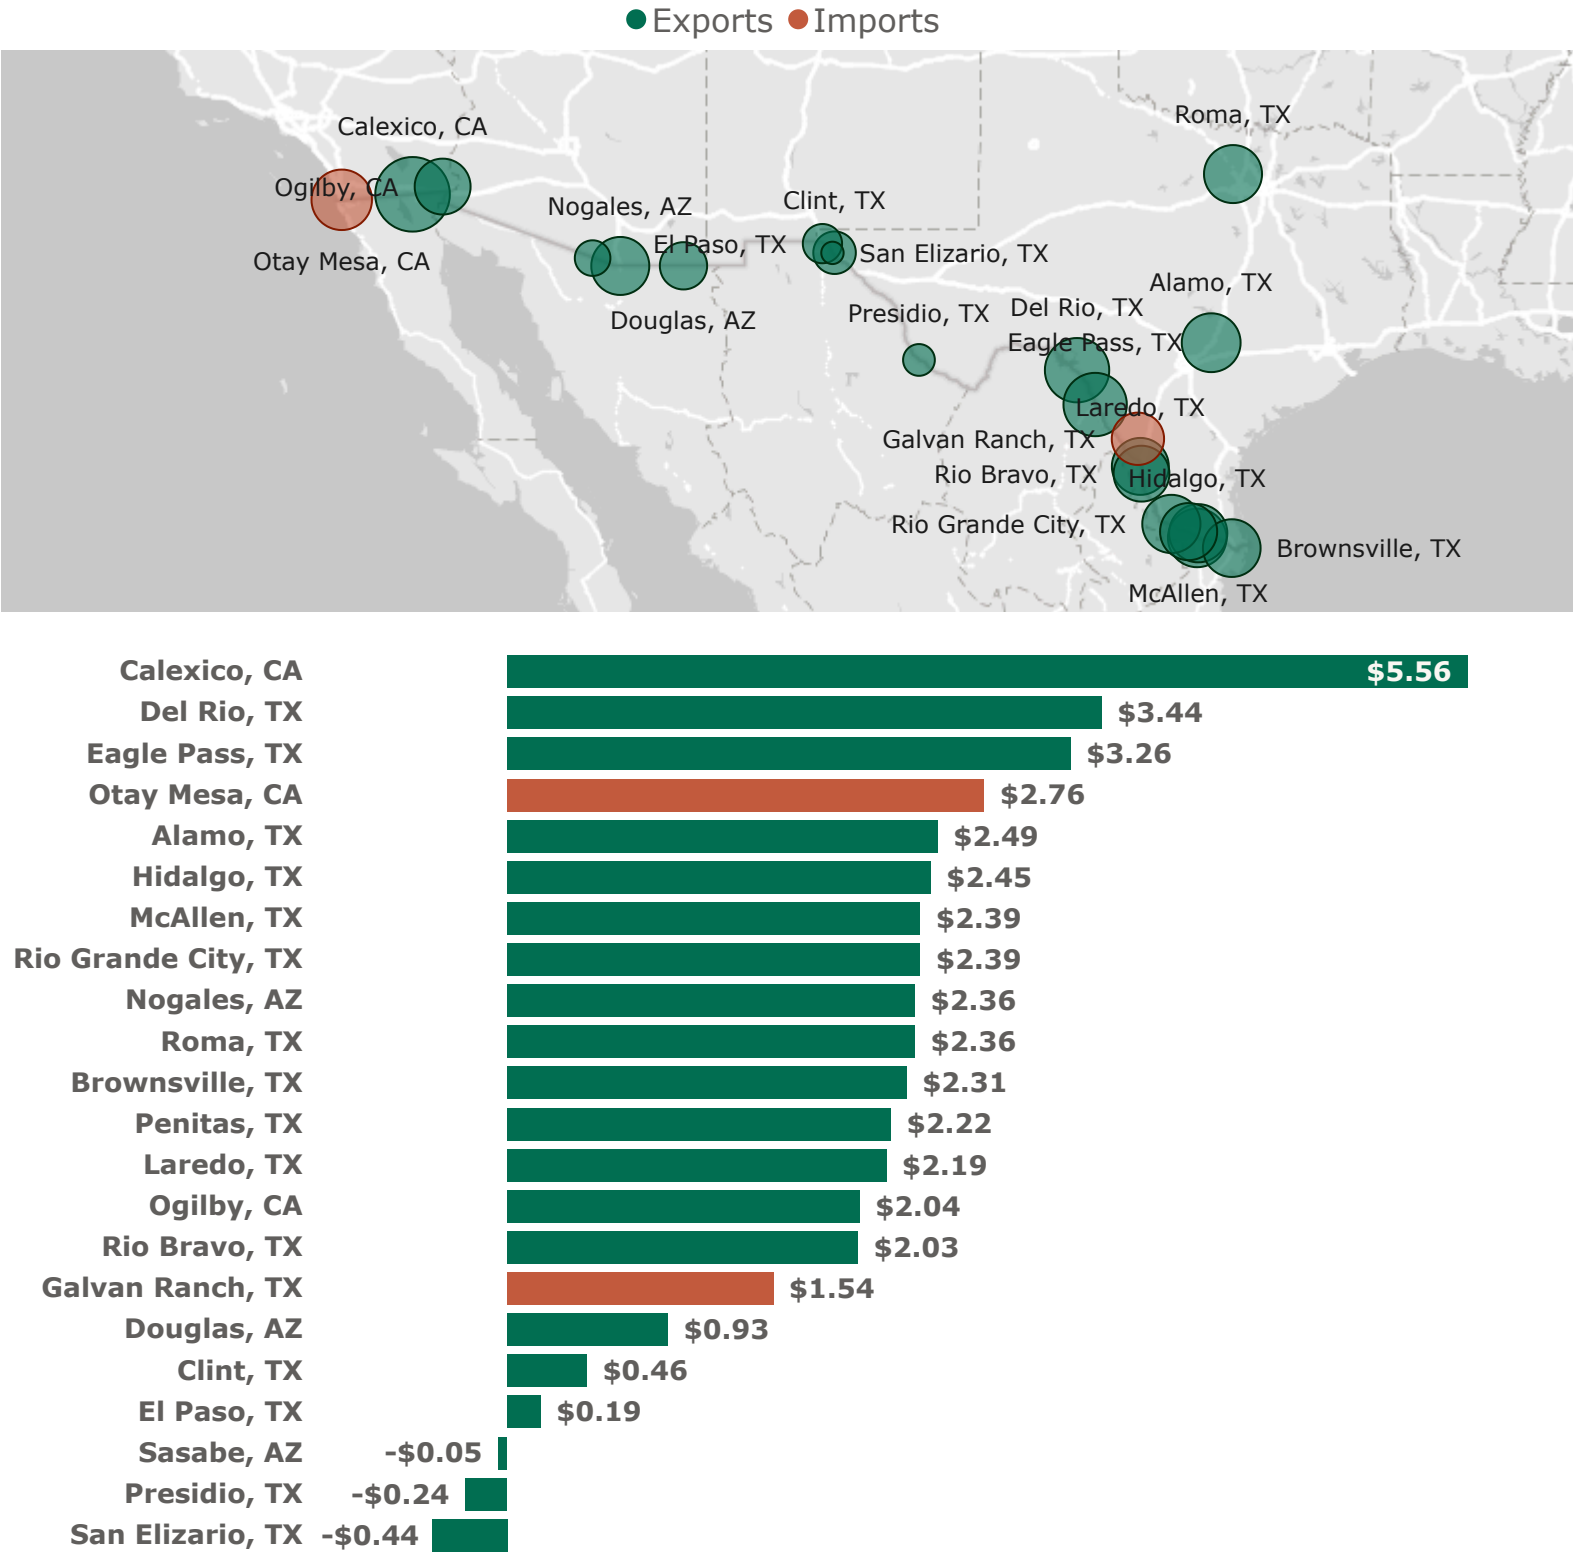 Exports Imports
Roma, TX
Calexico, CA
Ogilby, CA
Clint, TX
Nogales, AZ
El Paso, TX
San Elizario, TX
Otay Mesa, CA
Alamo, TX
Del Rio, TX
Presidio, TX
Douglas, AZ
Eagle Pass, TX
Laredo, TX
Galvan Ranch, TX
Rio Bravo, TX
Hidalgo, TX
Rio Grande City, TX
Brownsville, TX
McAllen, TX
Calexico, CA $5.56
Del Rio, TX $3.44
Eagle Pass, TX $3.26
Otay Mesa, CA $2.76
Alamo, TX $2.49
Hidalgo, TX $2.45
McAllen, TX $2.39
Rio Grande City, TX $2.39
Nogales, AZ $2.36
Roma, TX $2.36
Brownsville, TX $2.31
Penitas, TX $2.22
Laredo, TX $2.19
Ogilby, CA $2.04
Rio Bravo, TX $2.03
Galvan Ranch, TX $1.54
Douglas, AZ $0.93
Clint, TX $0.46
El Paso, TX $0.19
Sasabe, AZ -$0.05
Presidio, TX -$0.24
San Elizario, TX -$0.44